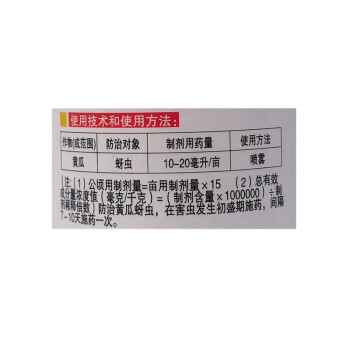 使用技术和使用方法:
作物(或范围) 防治对象 制剂用药量 使用方法
黄瓜 蚜虫 10-20毫升/亩 喷雾
(注:(1)公顷用制剂量=亩用制剂量×15 (2)总有效
成分量浓度值(毫克/千克)=(制剂含量×1000000)÷制
剂稀释倍数)防治黄瓜蚜虫,在害虫发生初盛期施药,间隔
7-10天施药一次。